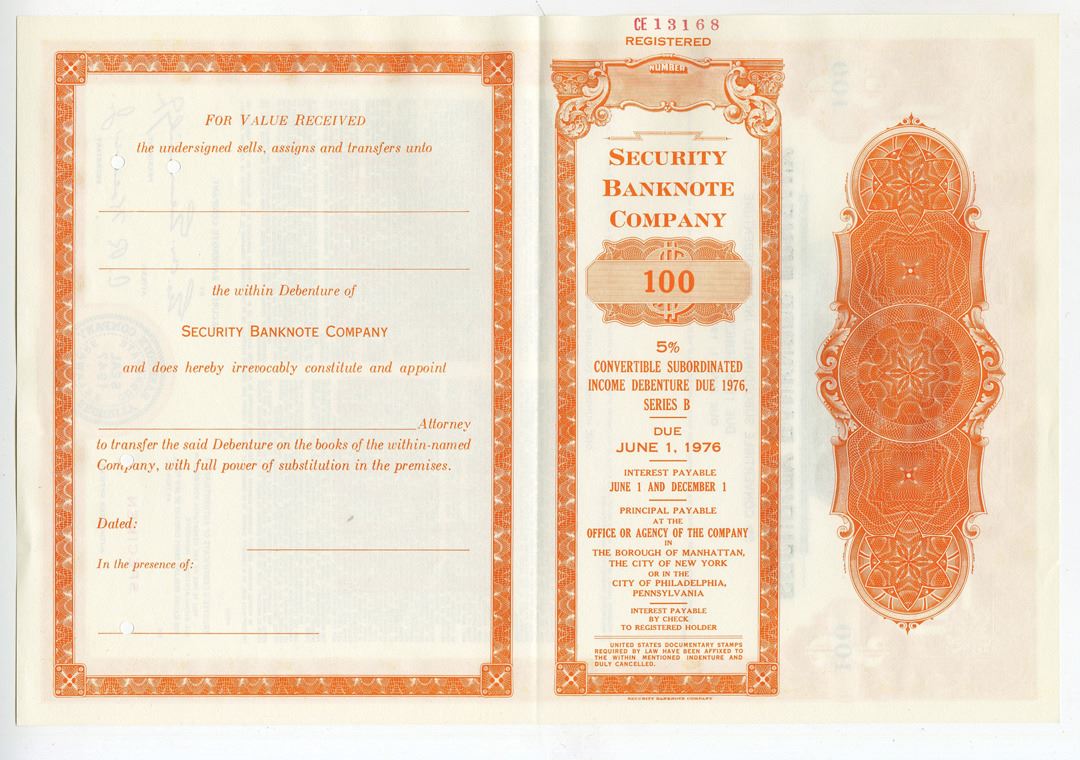 FOR VALUE RECEIVED
the undersigned sells, assigns and transfers unto
the within Debenture of
SECURITY BANKNOTE COMPANY
and does hereby irrevocably constitute and appoint
Attorney
to transfer the said Debenture on the books of the within-named
Company, with full power of substitution in the premises.
Dated:
In the presence of:
CE 13168
REGISTERED
NUMBER
SECURITY
BANKNOTE
COMPANY
$100
5%
CONVERTIBLE SUBORDINATED
INCOME DEBENTURE DUE 1976,
SERIES B
DUE
JUNE 1, 1976
INTEREST PAYABLE
JUNE 1 AND DECEMBER 1
PRINCIPAL PAYABLE
AT THE
OFFICE OR AGENCY OF THE COMPANY
IN
THE BOROUGH OF MANHATTAN,
THE CITY OF NEW YORK
OR IN THE
CITY OF PHILADELPHIA,
PENNSYLVANIA
INTEREST PAYABLE
BY CHECK
TO REGISTERED HOLDER
UNITED STATES DOCUMENTARY STAMPS
REQUIRED BY LAW HAVE BEEN AFFIXED TO
THE WITHIN MENTIONED INDENTURE AND
DULY CANCELLED.
SECURITY BANKNOTE COMPANY